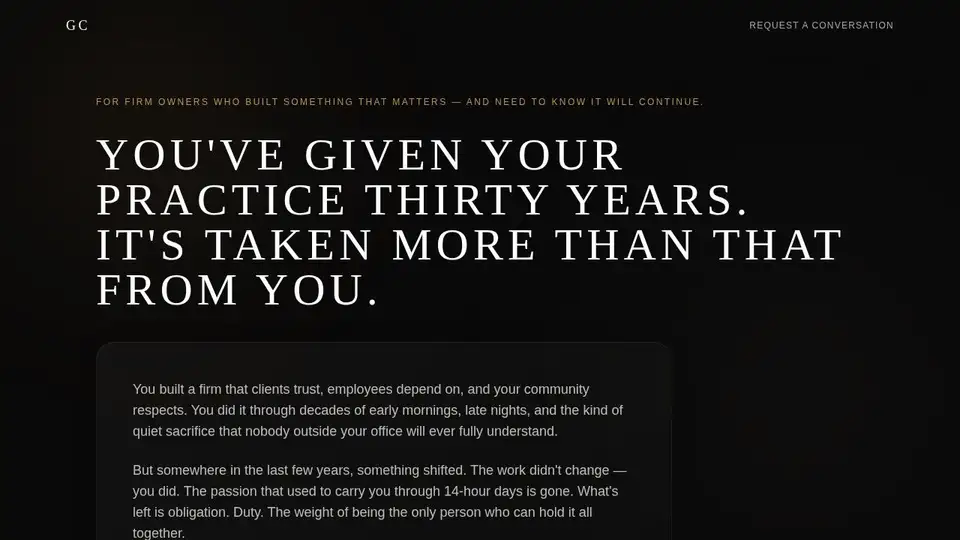 GC
REQUEST A CONVERSATION
FOR FIRM OWNERS WHO BUILT SOMETHING THAT MATTERS — AND NEED TO KNOW IT WILL CONTINUE.
YOU'VE GIVEN YOUR
PRACTICE THIRTY YEARS.
IT'S TAKEN MORE THAN THAT
FROM YOU.
You built a firm that clients trust, employees depend on, and your community
respects. You did it through decades of early mornings, late nights, and the kind of
quiet sacrifice that nobody outside your office will ever fully understand.
But somewhere in the last few years, something shifted. The work didn't change —
you did. The passion that used to carry you through 14-hour days is gone. What's
left is obligation. Duty. The weight of being the only person who can hold it all
together.